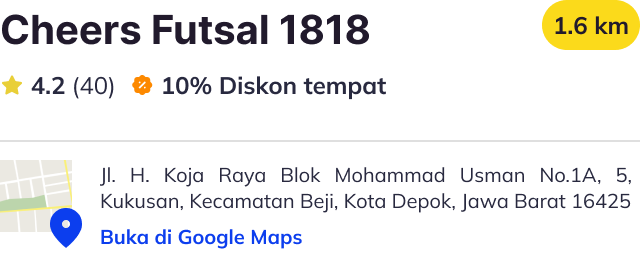 Cheers Futsal 1818
1.6 km
4.2 (40) 10% Diskon tempat
Jl. H. Koja Raya Blok Mohammad Usman No.1A, 5,
Kukusan, Kecamatan Beji, Kota Depok, Jawa Barat 16425
Buka di Google Maps